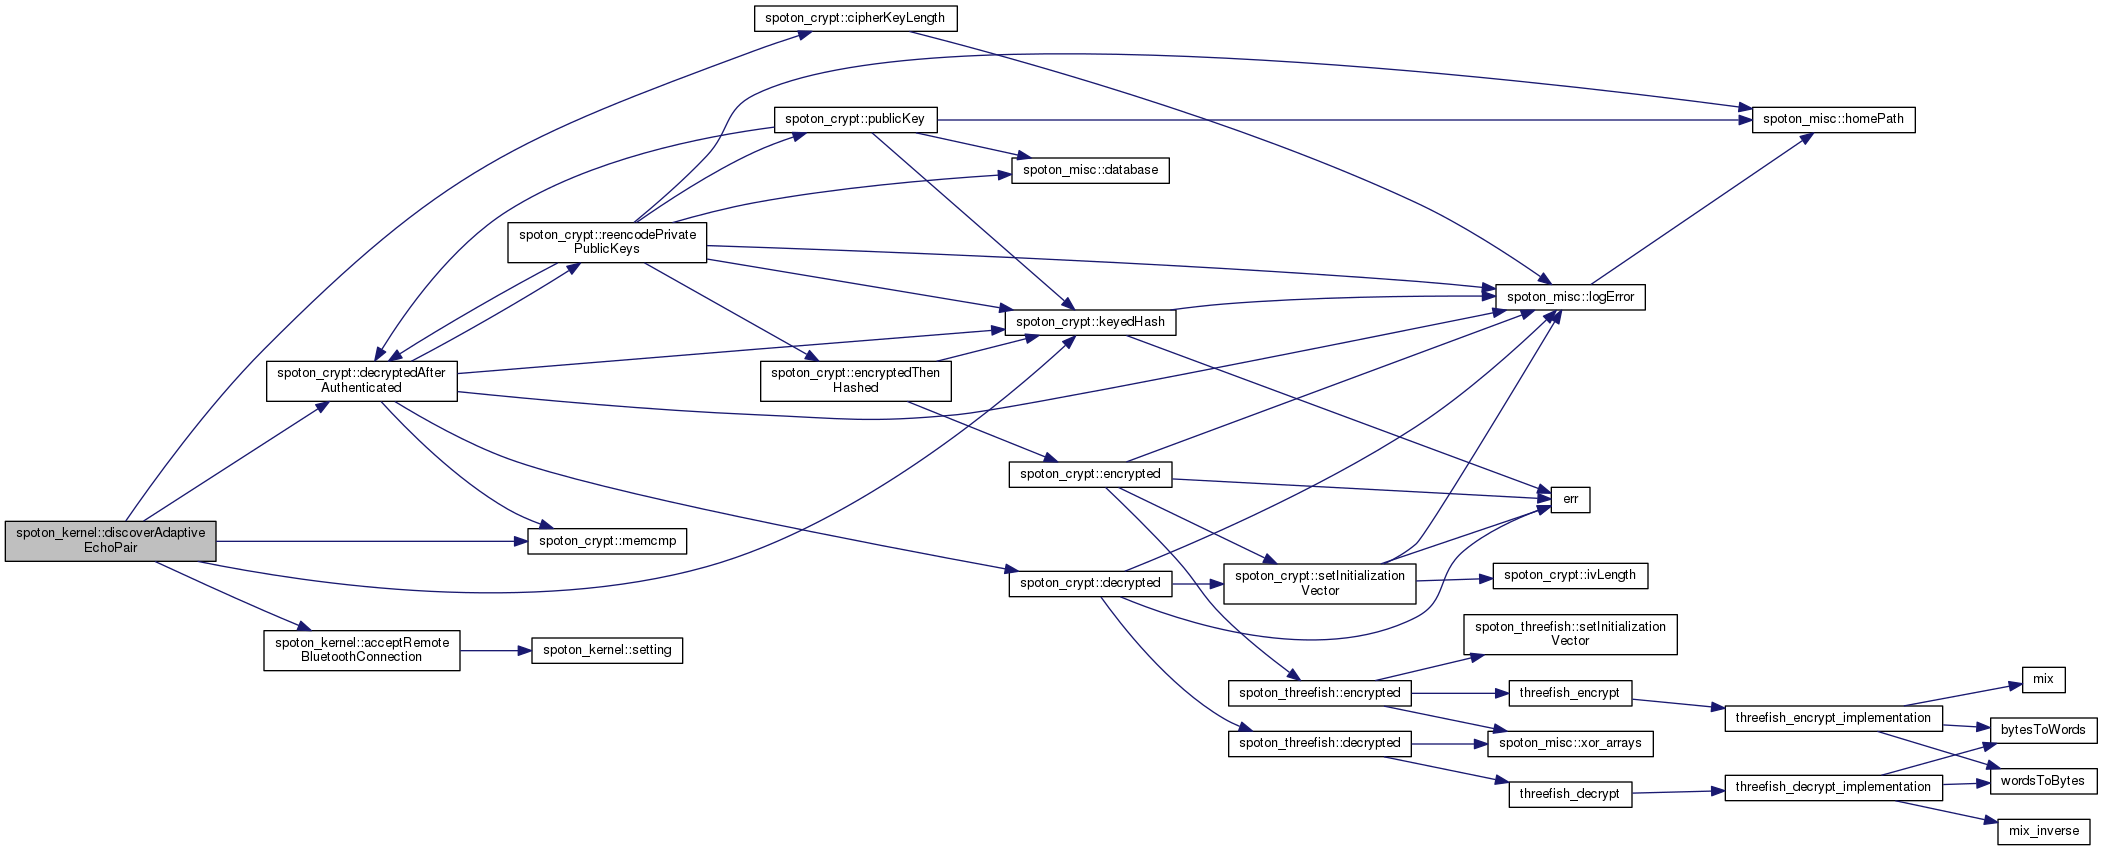 spoton_crypt::cipherKeyLength
spoton_crypt::publicKey
spoton_misc::homePath
spoton_misc::database
spoton_crypt::reencodePrivate
PublicKeys
spoton_misc::logError
spoton_crypt::keyedHash
spoton_crypt::decryptedAfter
Authenticated
spoton_crypt::encryptedThen
Hashed
spoton_crypt::encrypted
err
spoton_kernel::discoverAdaptive
EchoPair
spoton_crypt::memcmp
spoton_crypt::decrypted
spoton_crypt::setInitialization
Vector
spoton_crypt::ivLength
spoton_kernel::acceptRemote
BluetoothConnection
spoton_kernel::setting
spoton_threefish::setInitialization
Vector
spoton_threefish::encrypted
threefish_encrypt
mix
threefish_encrypt_implementation
bytesToWords
spoton_threefish::decrypted
spoton_misc::xor_arrays
threefish_decrypt
threefish_decrypt_implementation
wordsToBytes
mix_inverse